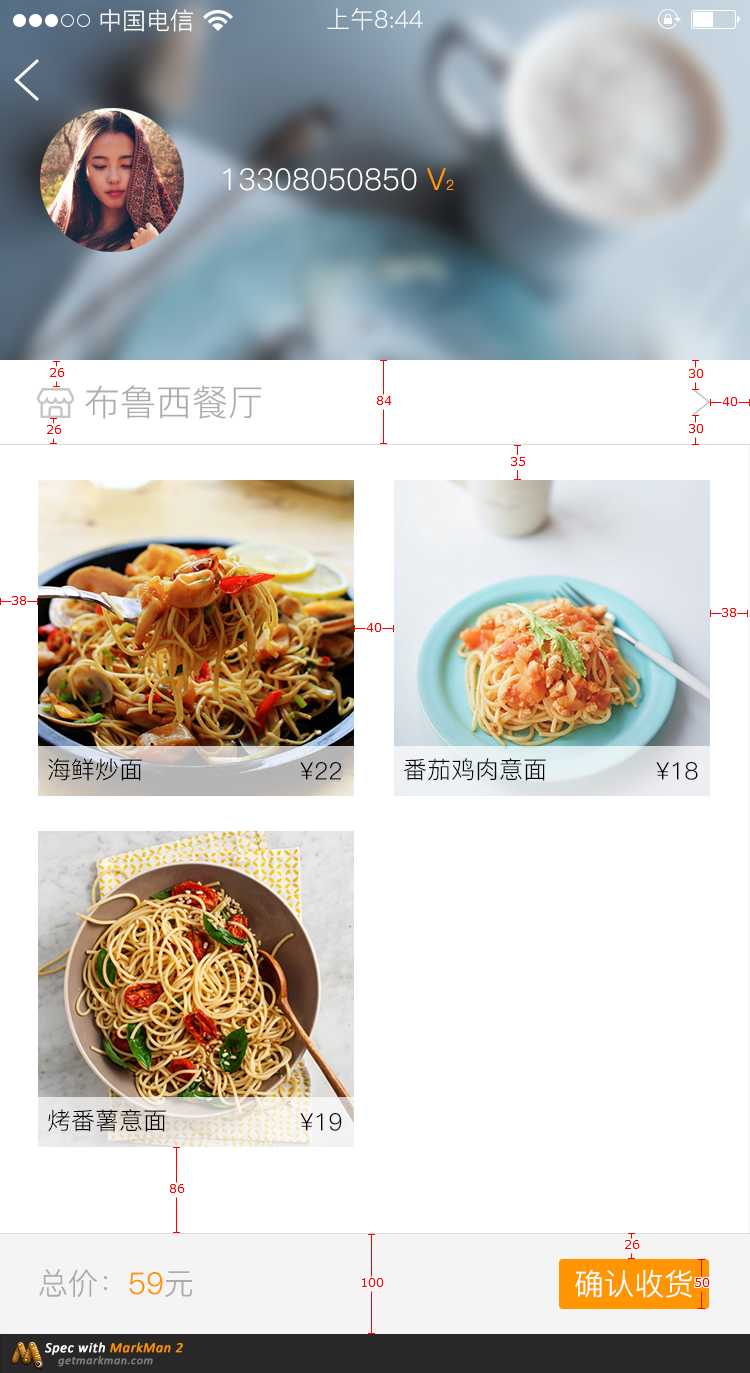 中国电信 上午8:44
13308050850 V2
26 30
布鲁西餐厅 84 40
26 30
35
38 40 38
海鲜炒面 ¥22 番茄鸡肉意面 ¥18
烤番薯意面 ¥19
86
26
总价：59元 100 确认收货 50
Spec with MarkMan 2
getmarkman.com